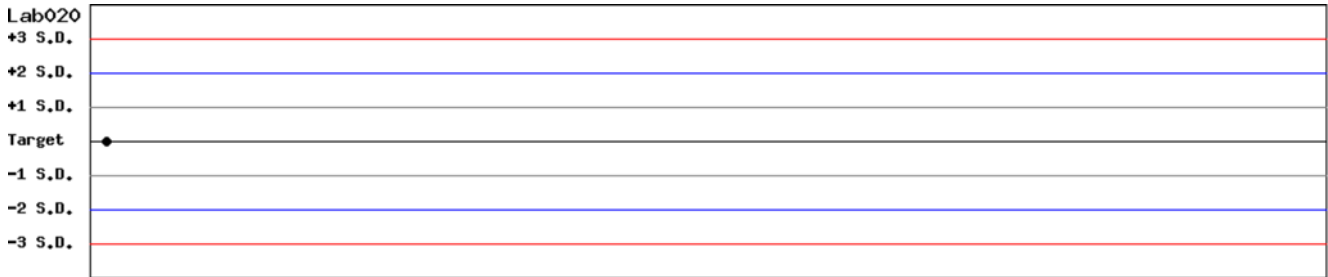 Lab020
+3 S.D.
+2 S.D.
+1 S.D.
Target
-1 S.D.
-2 S.D.
-3 S.D.